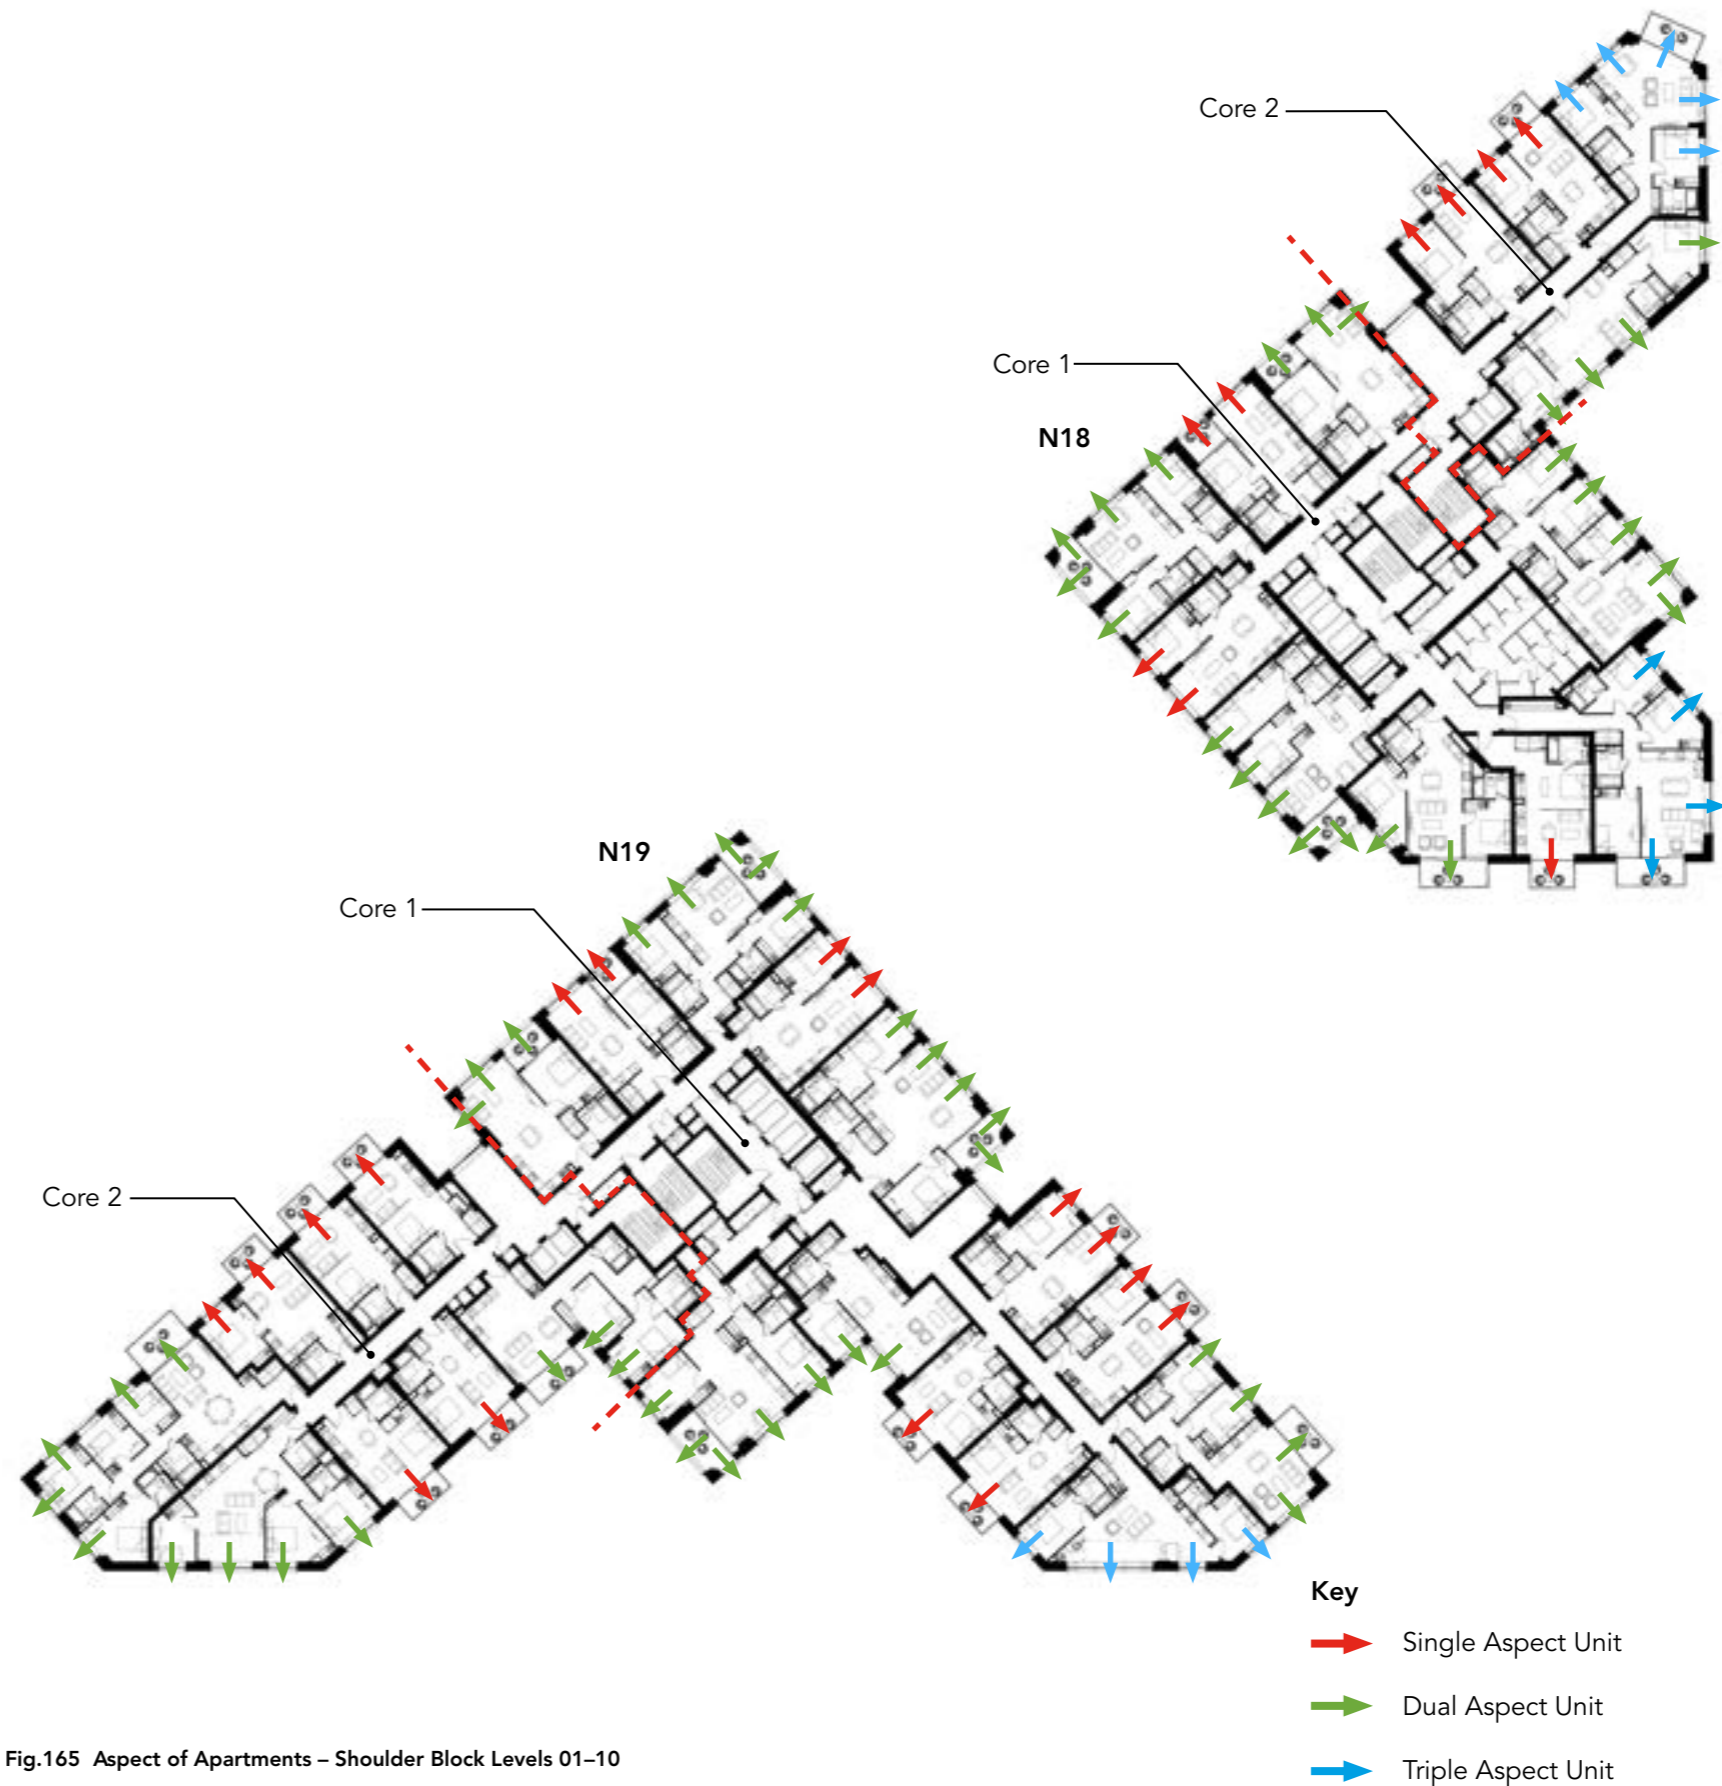 Core 2
Core 1
N18
N19
Core 1
Core 2
Key
Single Aspect Unit
Dual Aspect Unit
Triple Aspect Unit
Fig.165 Aspect of Apartments – Shoulder Block Levels 01–10